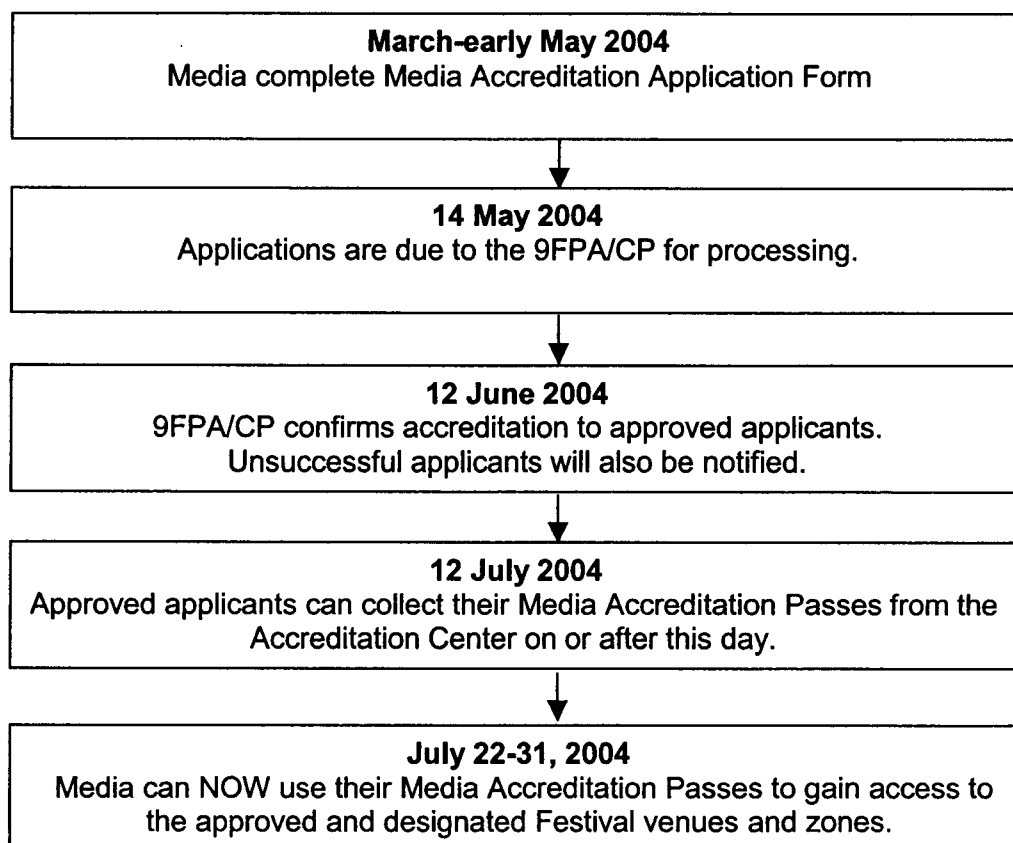 March-early May 2004
Media complete Media Accreditation Application Form
14 May 2004
Applications are due to the 9FPA/CP for processing.
12 June 2004
9FPA/CP confirms accreditation to approved applicants.
Unsuccessful applicants will also be notified.
12 July 2004
Approved applicants can collect their Media Accreditation Passes from the
Accreditation Center on or after this day.
July 22-31, 2004
Media can NOW use their Media Accreditation Passes to gain access to
the approved and designated Festival venues and zones.